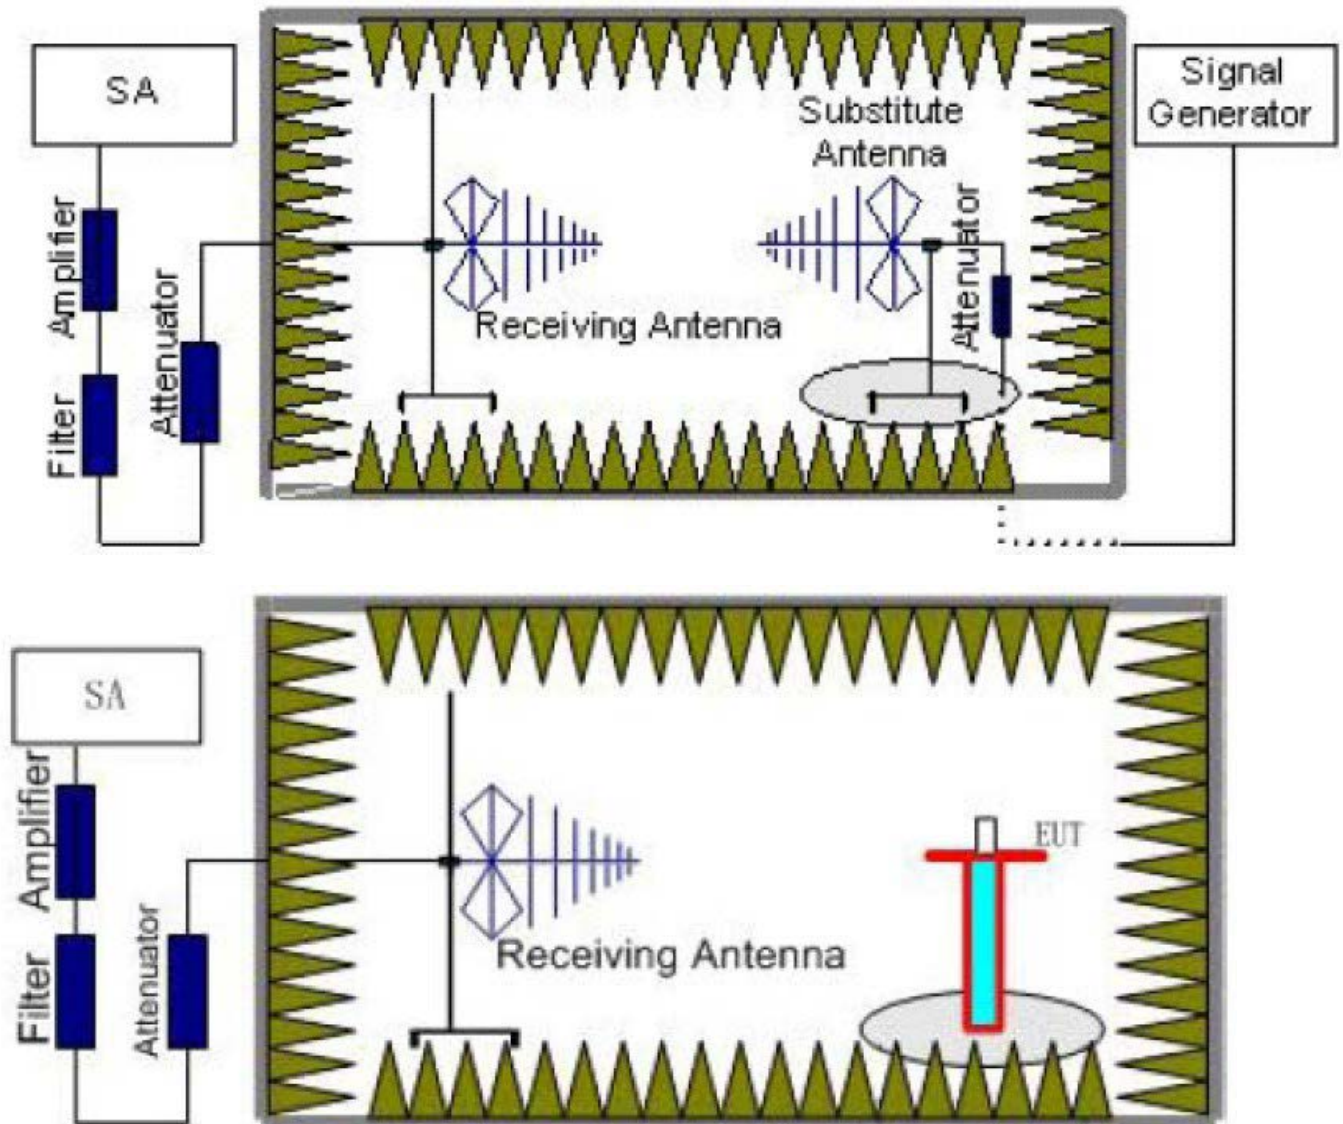 SA
Signal
Generator
Substitute
Antenna
Amplifier
Attenuator
Attenuator
Receiving Antenna
Filter
SA
Amplifier
EUT
Receiving Antenna
Attenuator
Filter